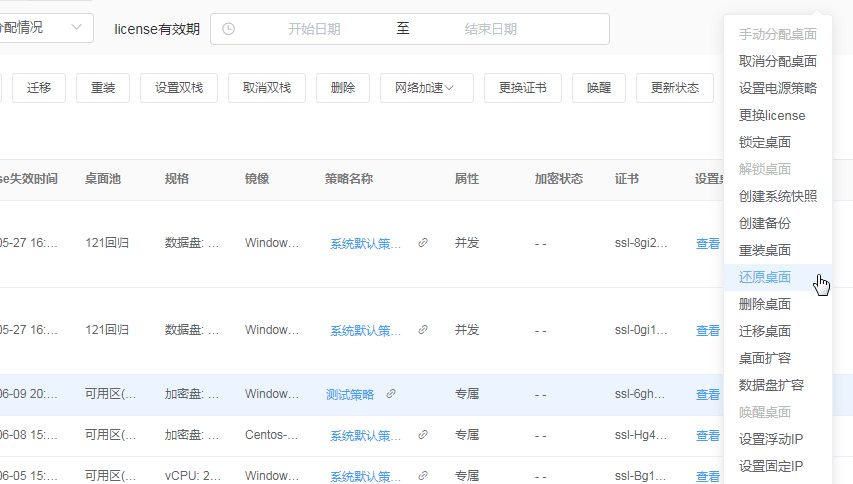 分配情况 license有效期 开始日期 至 结束日期
迁移 重装 设置双栈 取消双栈 删除 网络加速 更换证书 唤醒 更新状态
se失效时间 桌面池 规格 镜像 策略名称 属性 加密状态 证书 设置桌
05-27 16:... 121回归 数据盘: ... Window... 系统默认策... 并发 - - ssl-8gi2... 查看
05-27 16:... 121回归 数据盘: ... Window... 系统默认策... 并发 - - ssl-0gi1... 查看
06-09 20:... 可用区(... 加密盘: ... Window... 测试策略 专属 - - ssl-6gh... 查看
06-08 15:... 可用区(... 加密盘: ... Centos-... 系统默认策... 专属 - - ssl-Hg4... 查看
06-05 15:... 可用区(... vCPU: 2... Window... 系统默认策... 专属 - - ssl-Bg1... 查看
手动分配桌面
取消分配桌面
设置电源策略
更换license
锁定桌面
解锁桌面
创建系统快照
创建备份
重装桌面
还原桌面
删除桌面
迁移桌面
桌面扩容
数据盘扩容
唤醒桌面
设置浮动IP
设置固定IP